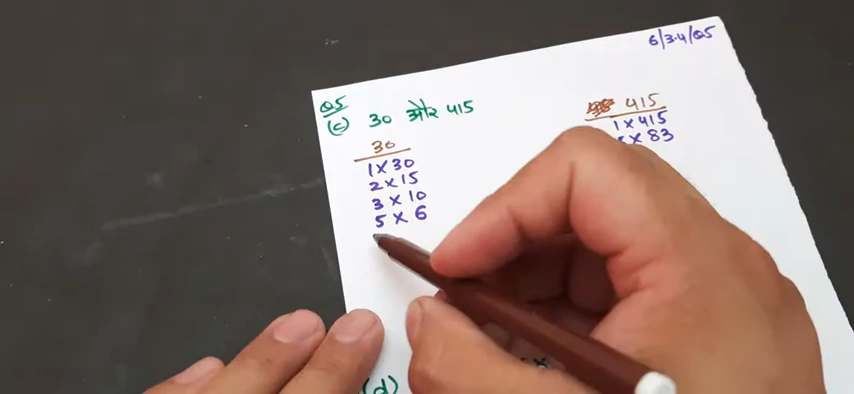 6/3.4/Q5
Q5
(c) 30 और 415
30
1 X 30
2 X 15
3 X 10
5 X 6
415
1 X 415
X 83
(d)